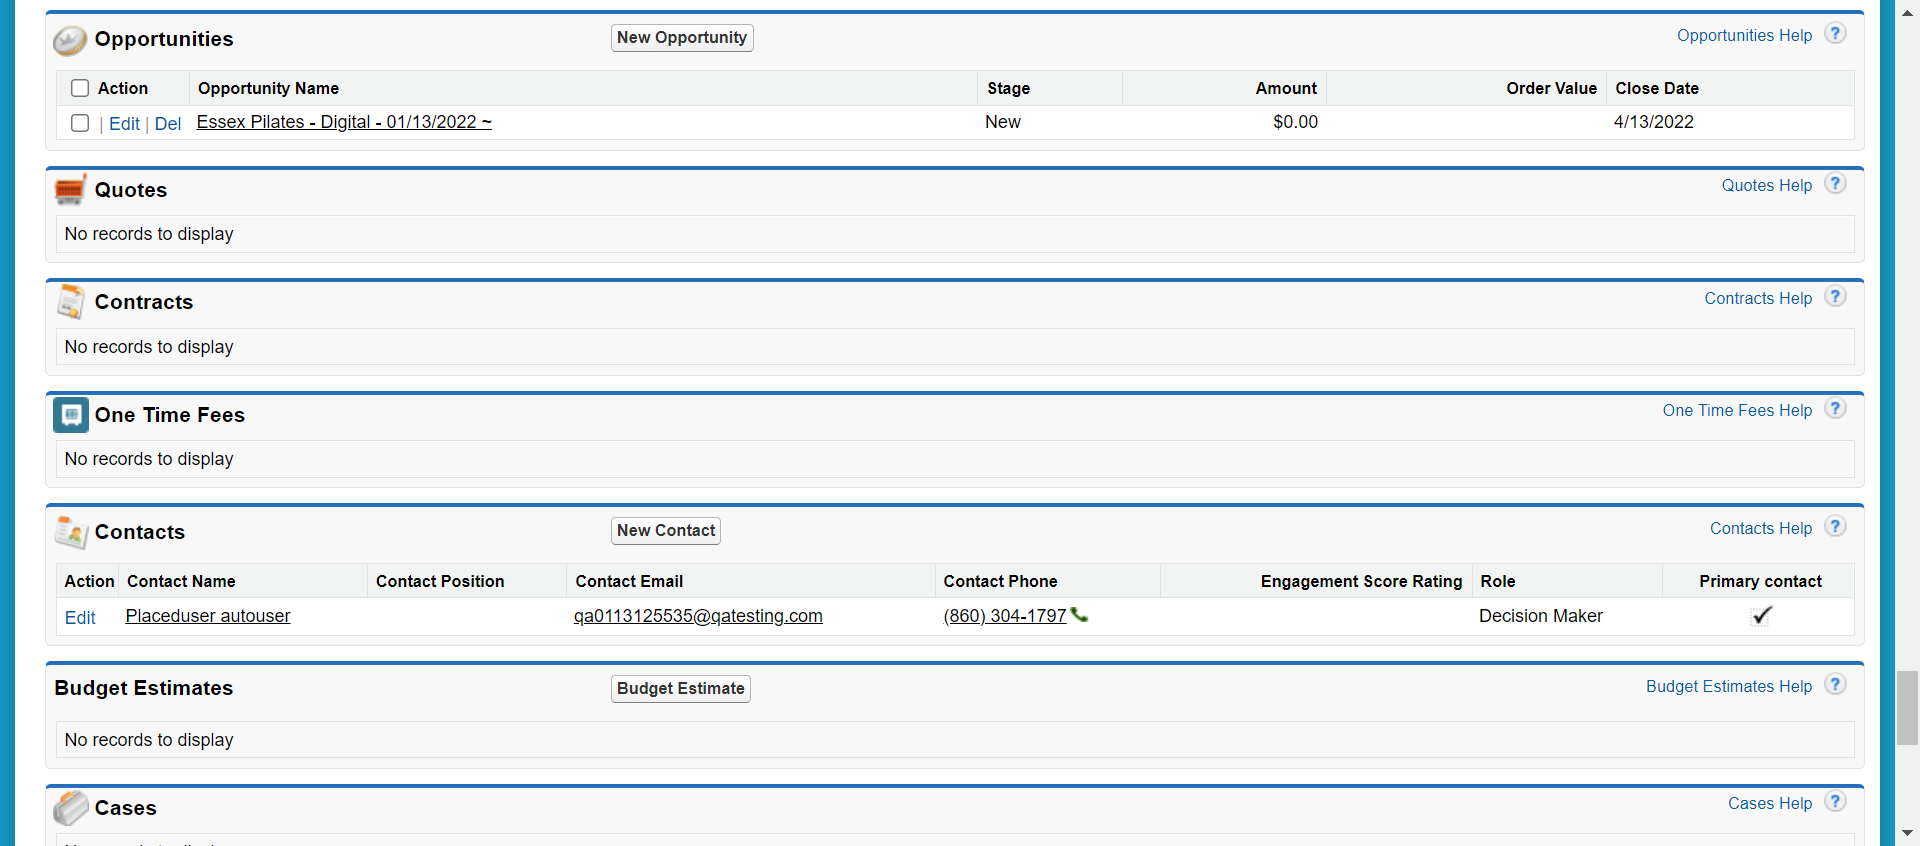 Opportunities New Opportunity Opportunities Help ?
Action Opportunity Name Stage Amount Order Value Close Date
| Edit | Del Essex Pilates - Digital - 01/13/2022 ~ New $0.00 4/13/2022
Quotes Quotes Help ?
No records to display
Contracts Contracts Help ?
No records to display
One Time Fees One Time Fees Help ?
No records to display
Contacts New Contact Contacts Help ?
Action Contact Name Contact Position Contact Email Contact Phone Engagement Score Rating Role Primary contact
Edit Placeduser autouser qa0113125535@qatesting.com (860) 304-1797 Decision Maker
Budget Estimates Budget Estimate Budget Estimates Help ?
No records to display
Cases Cases Help ?